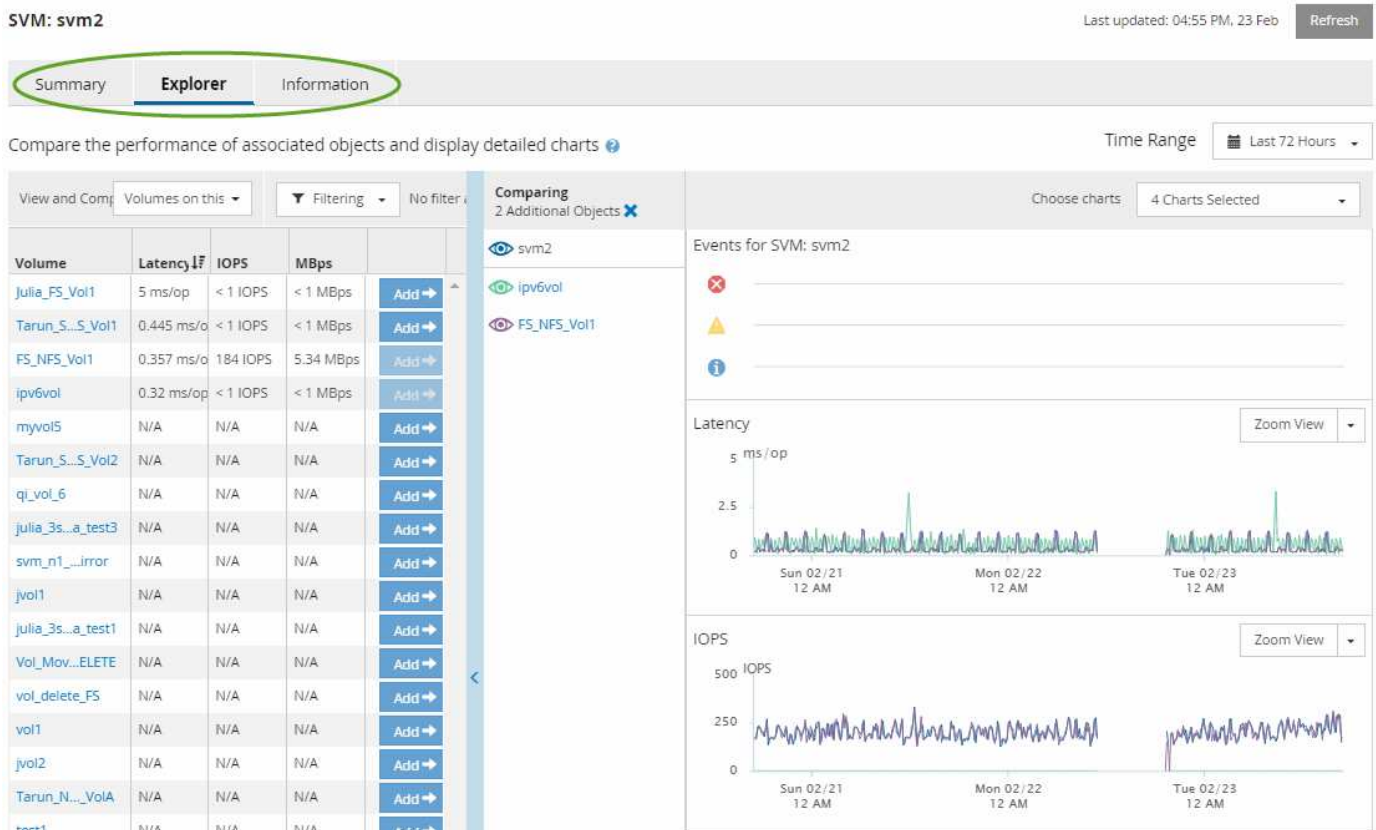 SVM: svm2
Last updated: 04:55 PM, 23 Feb Refresh
Summary Explorer Information
Compare the performance of associated objects and display detailed charts ?
Time Range Last 72 Hours
View and Comp Volumes on this Filtering No filter
Comparing
2 Additional Objects
Choose charts 4 Charts Selected
Volume Latency IOPS MBps
Julia_FS_Vol1 5 ms/op < 1 IOPS < 1 MBps Add
Tarun_S...S_Vol1 0.445 ms/o < 1 IOPS < 1 MBps Add
FS_NFS_Vol1 0.357 ms/o 184 IOPS 5.34 MBps Add
ipv6vol 0.32 ms/op < 1 IOPS < 1 MBps Add
myvol5 N/A N/A N/A Add
Tarun_S...S_Vol2 N/A N/A N/A Add
qi_vol_6 N/A N/A N/A Add
julia_3s...a_test3 N/A N/A N/A Add
svm_n1_...irror N/A N/A N/A Add
jvol1 N/A N/A N/A Add
julia_3s...a_test1 N/A N/A N/A Add
Vol_Mov...ELETE N/A N/A N/A Add
vol_delete_FS N/A N/A N/A Add
vol1 N/A N/A N/A Add
jvol2 N/A N/A N/A Add
Tarun_N..._VolA N/A N/A N/A Add
test1 N/A N/A N/A Add
svm2
ipv6vol
FS_NFS_Vol1
Events for SVM: svm2
Latency Zoom View
5 ms/op
2.5
0
Sun 02/21 Mon 02/22 Tue 02/23
12 AM 12 AM 12 AM
IOPS Zoom View
500 IOPS
250
0
Sun 02/21 Mon 02/22 Tue 02/23
12 AM 12 AM 12 AM